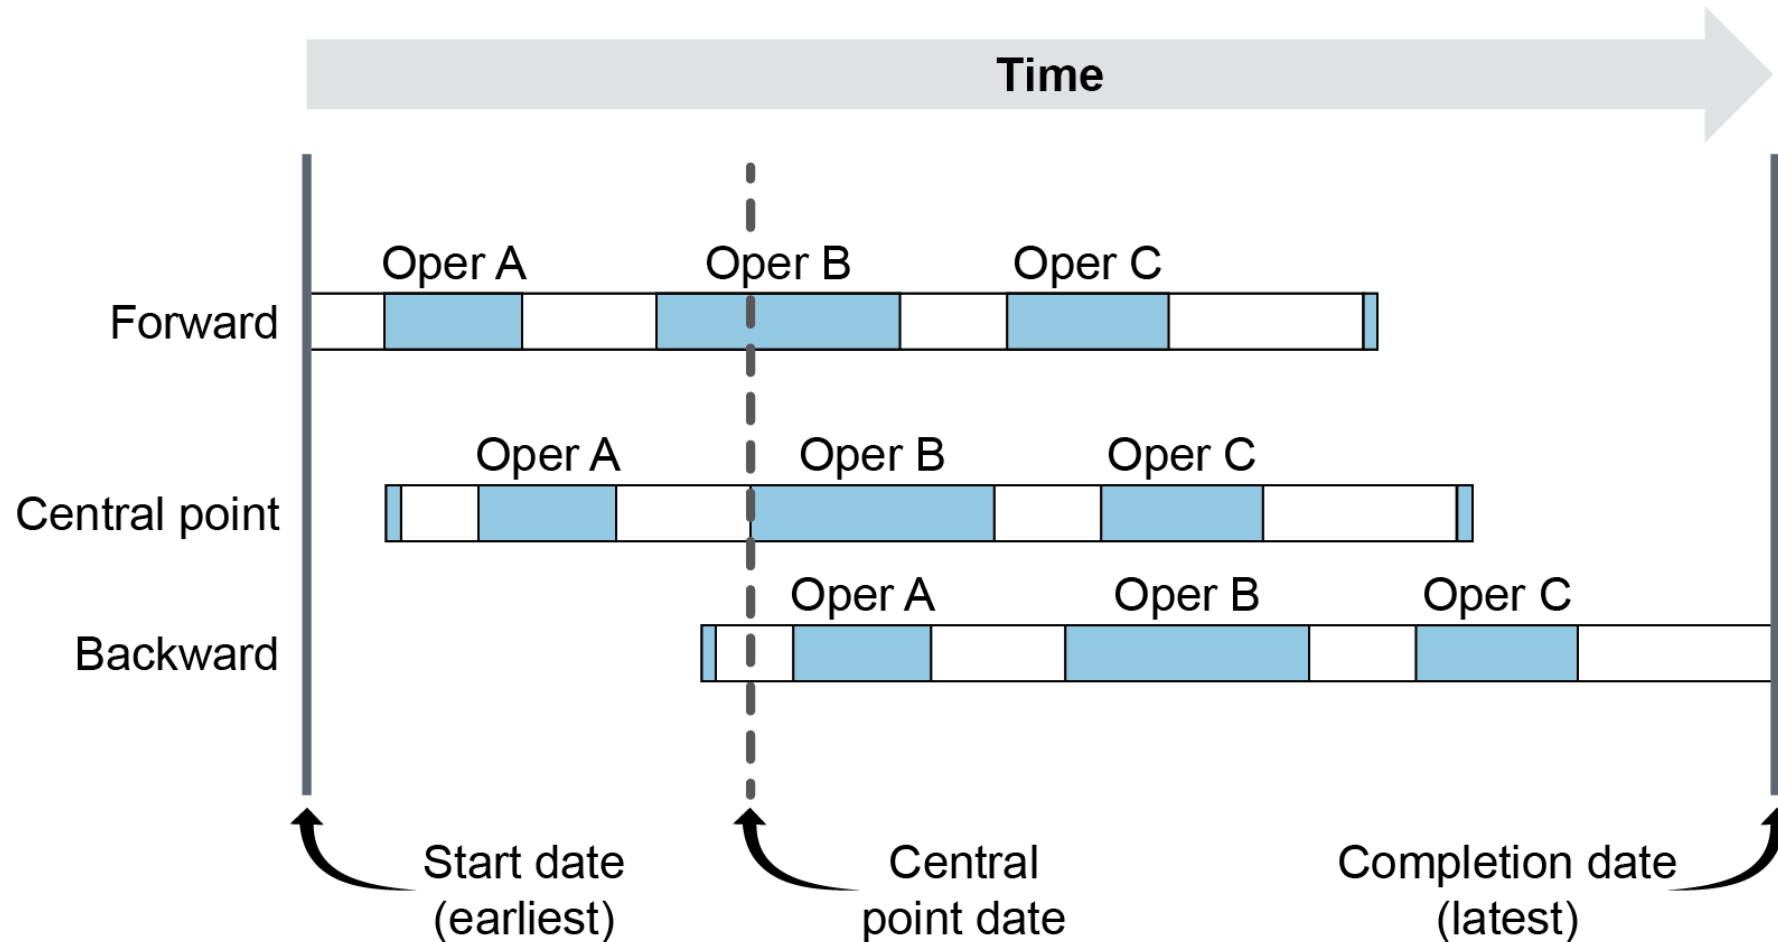 Time
Oper A
Oper B
Oper C
Forward
Oper A
Oper B
Oper C
Central point
Oper A
Oper B
Oper C
Backward
Start date
(earliest)
Central
point date
Completion date
(latest)